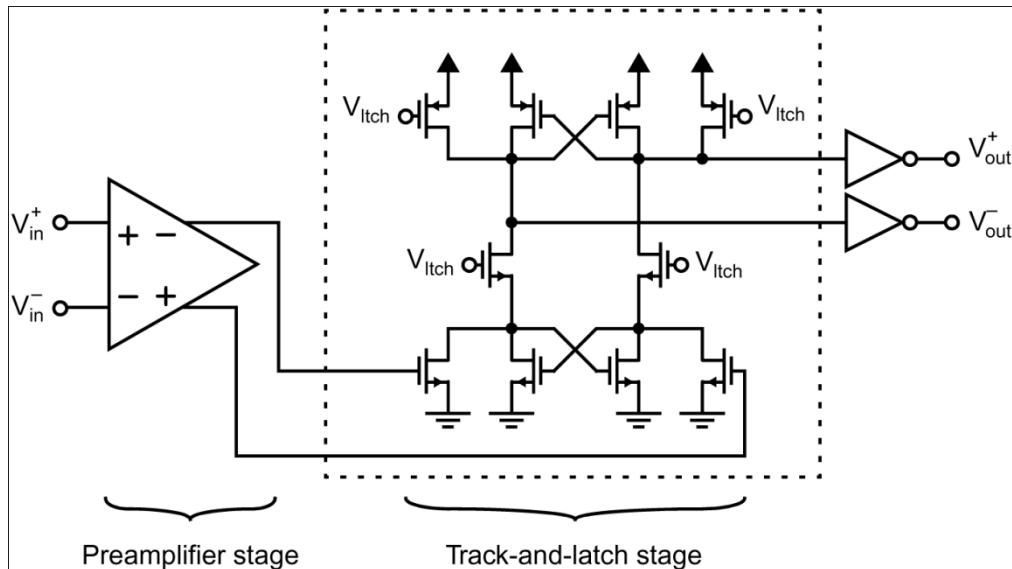 V_ltch V_ltch
V_in^+ + −
V_in^- − +
V_ltch V_ltch
V_out^+
V_out^-
Preamplifier stage Track-and-latch stage